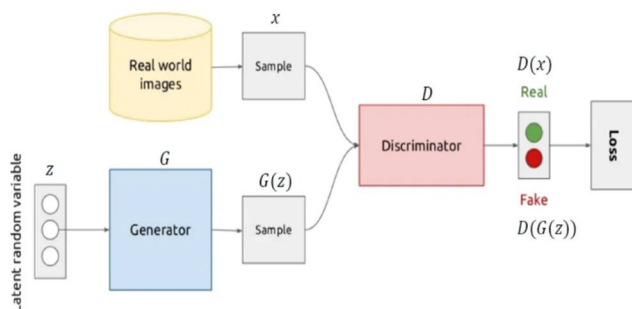 x
Real world
images
Sample
D(x)
Real
D
Discriminator
Loss
Fake
D(G(z))
z
G
G(z)
Latent random variable
Generator
Sample